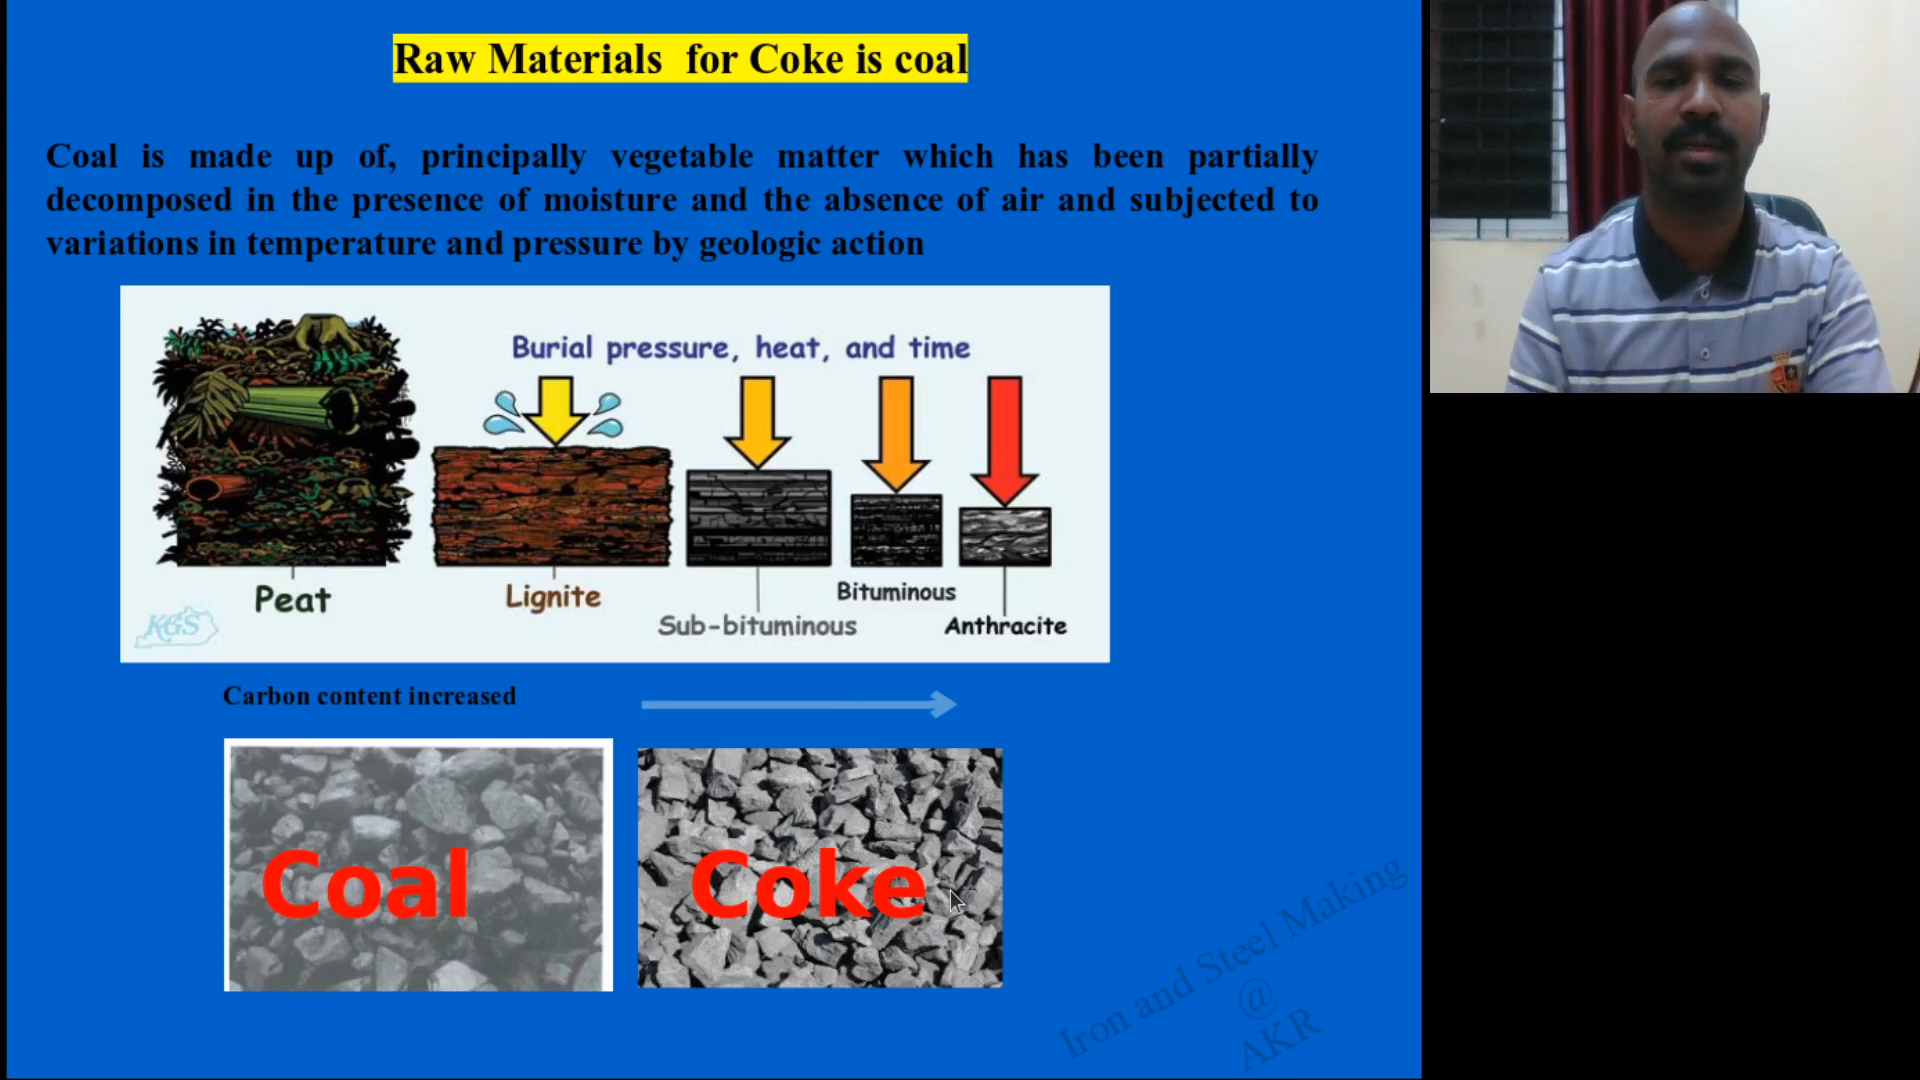 Raw Materials for Coke is coal
Coal is made up of, principally vegetable matter which has been partially
decomposed in the presence of moisture and the absence of air and subjected to
variations in temperature and pressure by geologic action
Burial pressure, heat, and time
Peat
Lignite
Sub-bituminous
Bituminous
Anthracite
KGS
Carbon content increased
Coal
Coke
Iron and Steel Making
@
AKR